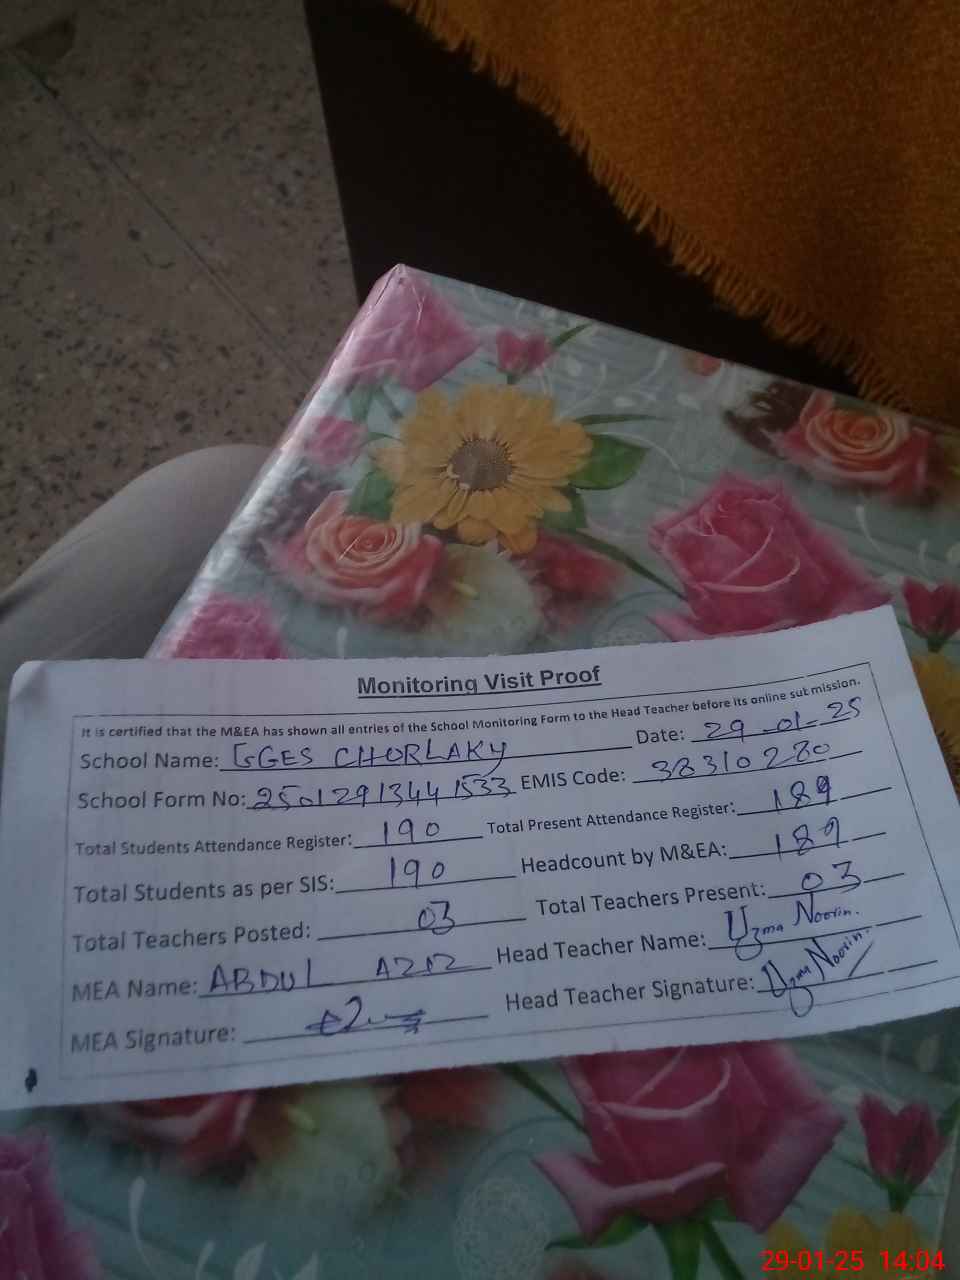 Monitoring Visit Proof
It is certified that the M&EA has shown all entries of the School Monitoring Form to the Head Teacher before its online submission.
School Name: GGES CHORLAKY Date: 29-01-25
School Form No: 25012913441533 EMIS Code: 38310280
Total Students Attendance Register: 190 Total Present Attendance Register: 189
Total Students as per SIS: 190 Headcount by M&EA: 189
Total Teachers Posted: 03 Total Teachers Present: 03
MEA Name: ABDUL AZIZ Head Teacher Name: Uzma Noorin.
MEA Signature: Head Teacher Signature: Uzma Noorin.
29-01-25 14:04